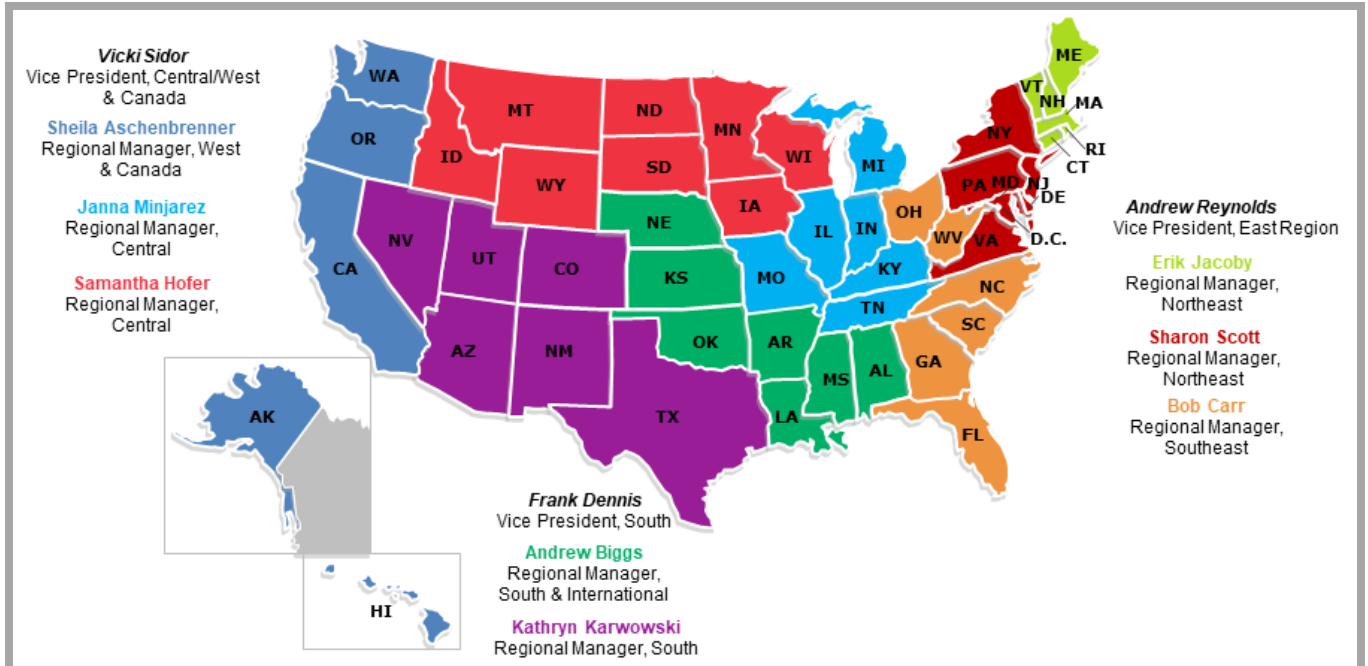 Vicki Sidor
Vice President, Central/West
& Canada
Sheila Aschenbrenner
Regional Manager, West
& Canada
Janna Minjarez
Regional Manager,
Central
Samantha Hofer
Regional Manager,
Central
WA
OR
CA
ID
MT
WY
ND
SD
MN
WI
IA
NV
UT
CO
AZ
NM
TX
NE
KS
OK
AR
LA
MS
AL
MO
IL
IN
MI
KY
TN
OH
WV
NC
SC
GA
FL
NY
PA
MD
NJ
DE
D.C.
VA
VT
NH
ME
MA
RI
CT
AK
HI
Andrew Reynolds
Vice President, East Region
Erik Jacoby
Regional Manager,
Northeast
Sharon Scott
Regional Manager,
Northeast
Bob Carr
Regional Manager,
Southeast
Frank Dennis
Vice President, South
Andrew Biggs
Regional Manager,
South & International
Kathryn Karwowski
Regional Manager, South